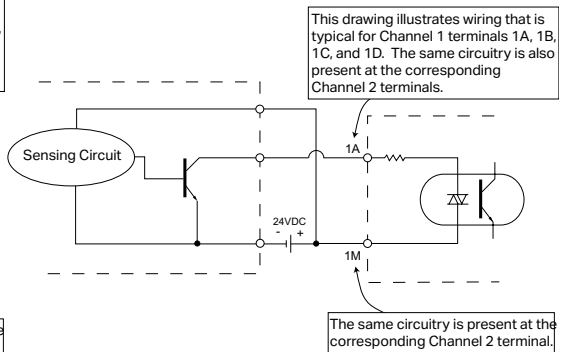 This drawing illustrates wiring that is
typical for Channel 1 terminals 1A, 1B,
1C, and 1D. The same circuitry is also
present at the corresponding
Channel 2 terminals.
Sensing Circuit
1A
24VDC
- +
1M
The same circuitry is present at the
corresponding Channel 2 terminal.